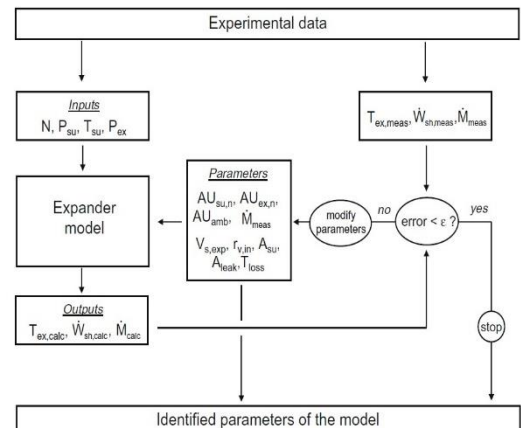 Experimental data
Inputs
N, P_su, T_su, P_ex
T_ex,meas, Ẇ_sh,meas, Ṁ_meas
Parameters
AU_su,n, AU_ex,n,
AU_amb, Ṁ_meas
V_s,exp, r_v,in, A_su,
A_leak, T_loss
Expander
model
modify
parameters
no
error < ε ?
yes
Outputs
T_ex,calc, Ẇ_sh,calc, Ṁ_calc
stop
Identified parameters of the model